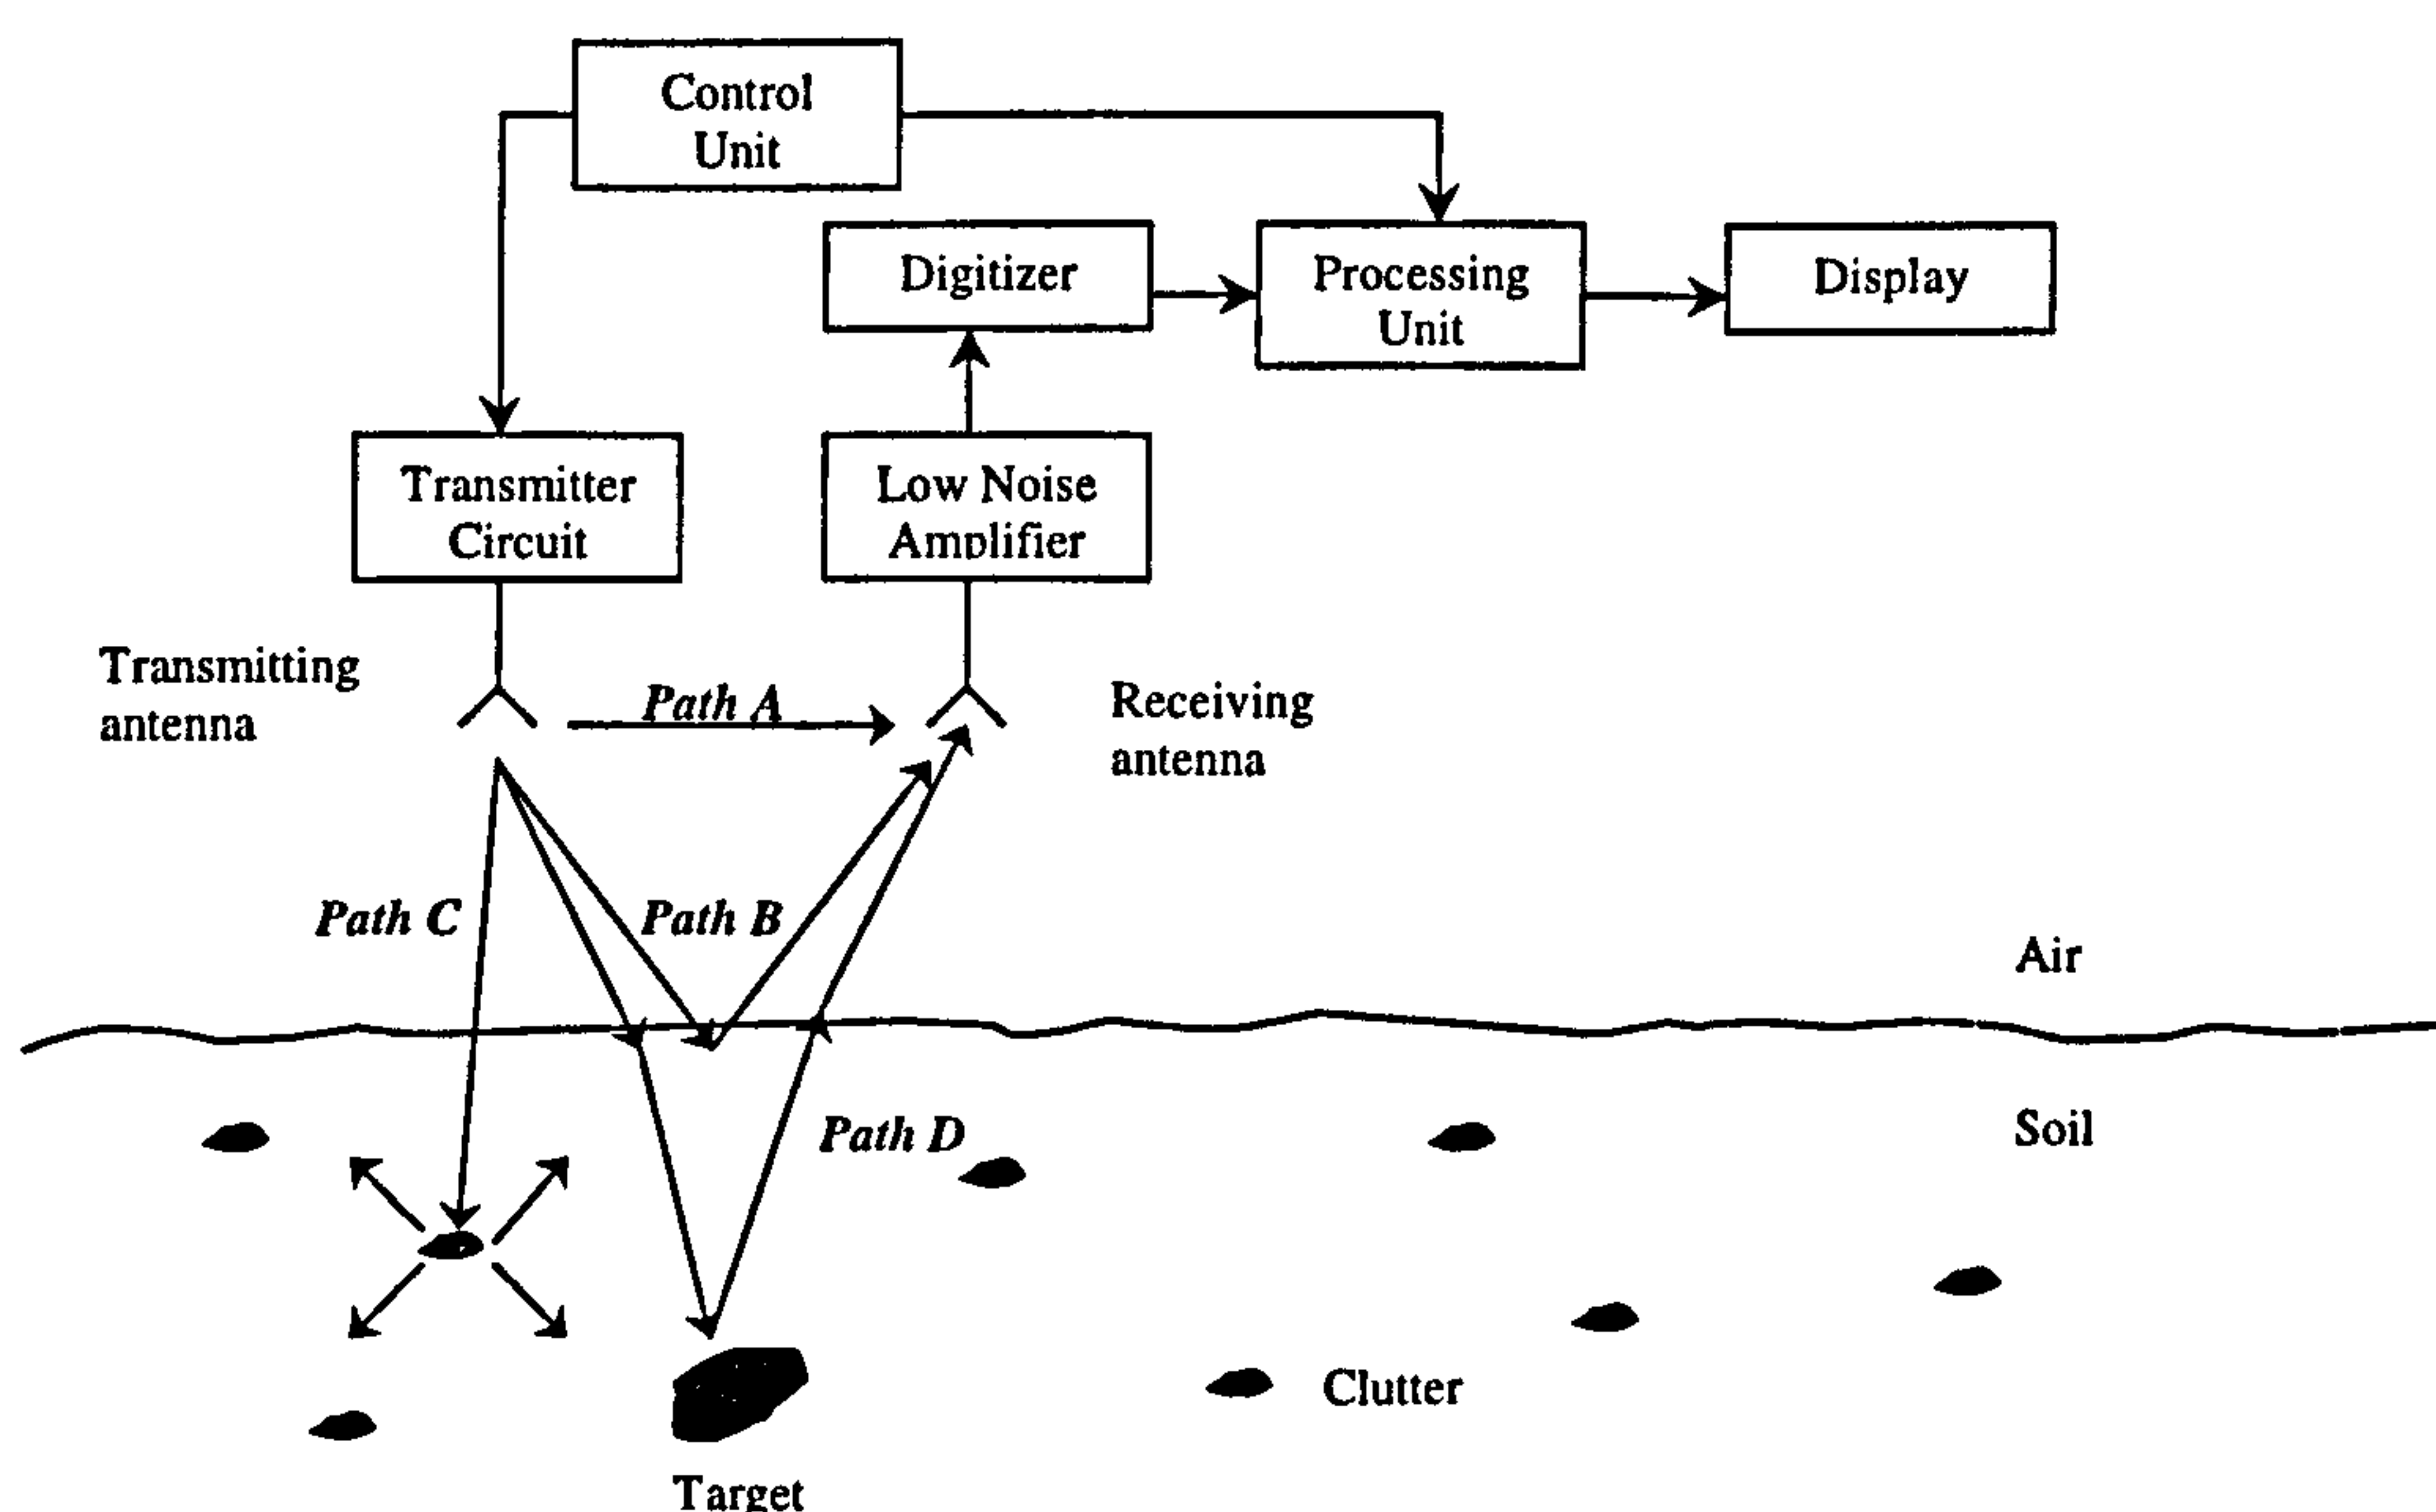 Control
Unit
Digitizer
Processing
Unit
Display
Transmitter
Circuit
Low Noise
Amplifier
Transmitting
antenna
Path A
Receiving
antenna
Path C
Path B
Air
Path D
Soil
Clutter
Target